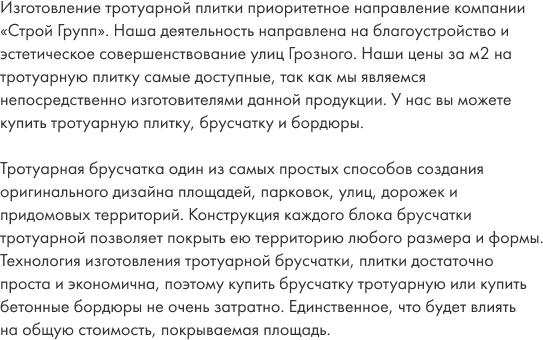 Изготовление тротуарной плитки приоритетное направление компании
«Строй Групп». Наша деятельность направлена на благоустройство и
эстетическое совершенствование улиц Грозного. Наши цены за м2 на
тротуарную плитку самые доступные, так как мы являемся
непосредственно изготовителями данной продукции. У нас вы можете
купить тротуарную плитку, брусчатку и бордюры.

Тротуарная брусчатка один из самых простых способов создания
оригинального дизайна площадей, парковок, улиц, дорожек и
придомовых территорий. Конструкция каждого блока брусчатки
тротуарной позволяет покрыть ею территорию любого размера и формы.
Технология изготовления тротуарной брусчатки, плитки достаточно
проста и экономична, поэтому купить брусчатку тротуарную или купить
бетонные бордюры не очень затратно. Единственное, что будет влиять
на общую стоимость, покрываемая площадь.